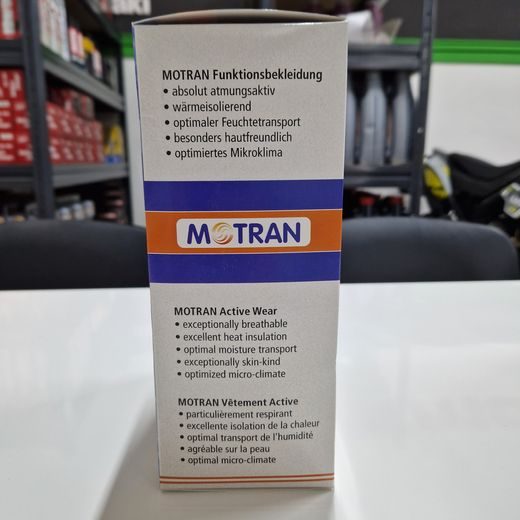 MOTRAN Funktionsbekleidung
• absolut atmungsaktiv
• wärmeisolierend
• optimaler Feuchtetransport
• besonders hautfreundlich
• optimiertes Mikroklima
MOTRAN
MOTRAN Active Wear
• exceptionally breathable
• excellent heat insulation
• optimal moisture transport
• exceptionally skin-kind
• optimized micro-climate
MOTRAN Vêtement Active
• particulièrement respirant
• excellente isolation de la chaleur
• optimal transport de l'humidité
• agréable sur la peau
• optimal micro-climate